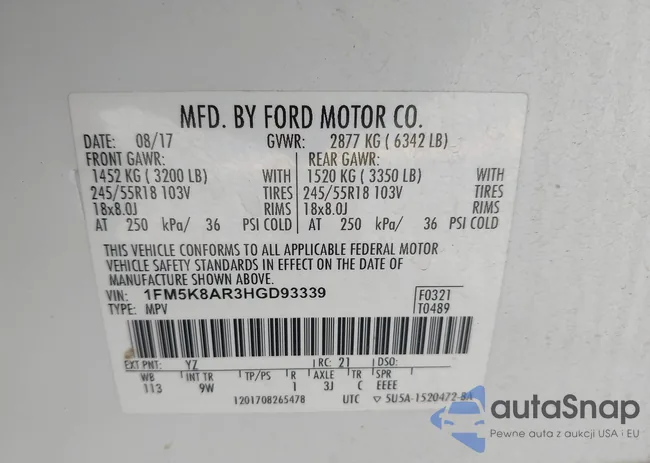 MFD. BY FORD MOTOR CO.
DATE: 08/17 GVWR: 2877 KG ( 6342 LB)
FRONT GAWR: REAR GAWR:
1452 KG ( 3200 LB) WITH 1520 KG ( 3350 LB) WITH
245/55R18 103V TIRES 245/55R18 103V TIRES
18x8.0J RIMS 18x8.0J RIMS
AT 250 kPa/ 36 PSI COLD AT 250 kPa/ 36 PSI COLD
THIS VEHICLE CONFORMS TO ALL APPLICABLE FEDERAL MOTOR
VEHICLE SAFETY STANDARDS IN EFFECT ON THE DATE OF
MANUFACTURE SHOWN ABOVE.
VIN: 1FM5K8AR3HGD93339 F0321
TYPE: MPV T0489
EXT PNT: YZ RC: 21 DSO:
WB INT TR TP/PS R AXLE TR SPR
113 9W I 3J C EEEE
1201708265478 UTC ▽ 5U5A-1520472-BA
autaSnap
Pewne auta z aukcji USA i EU